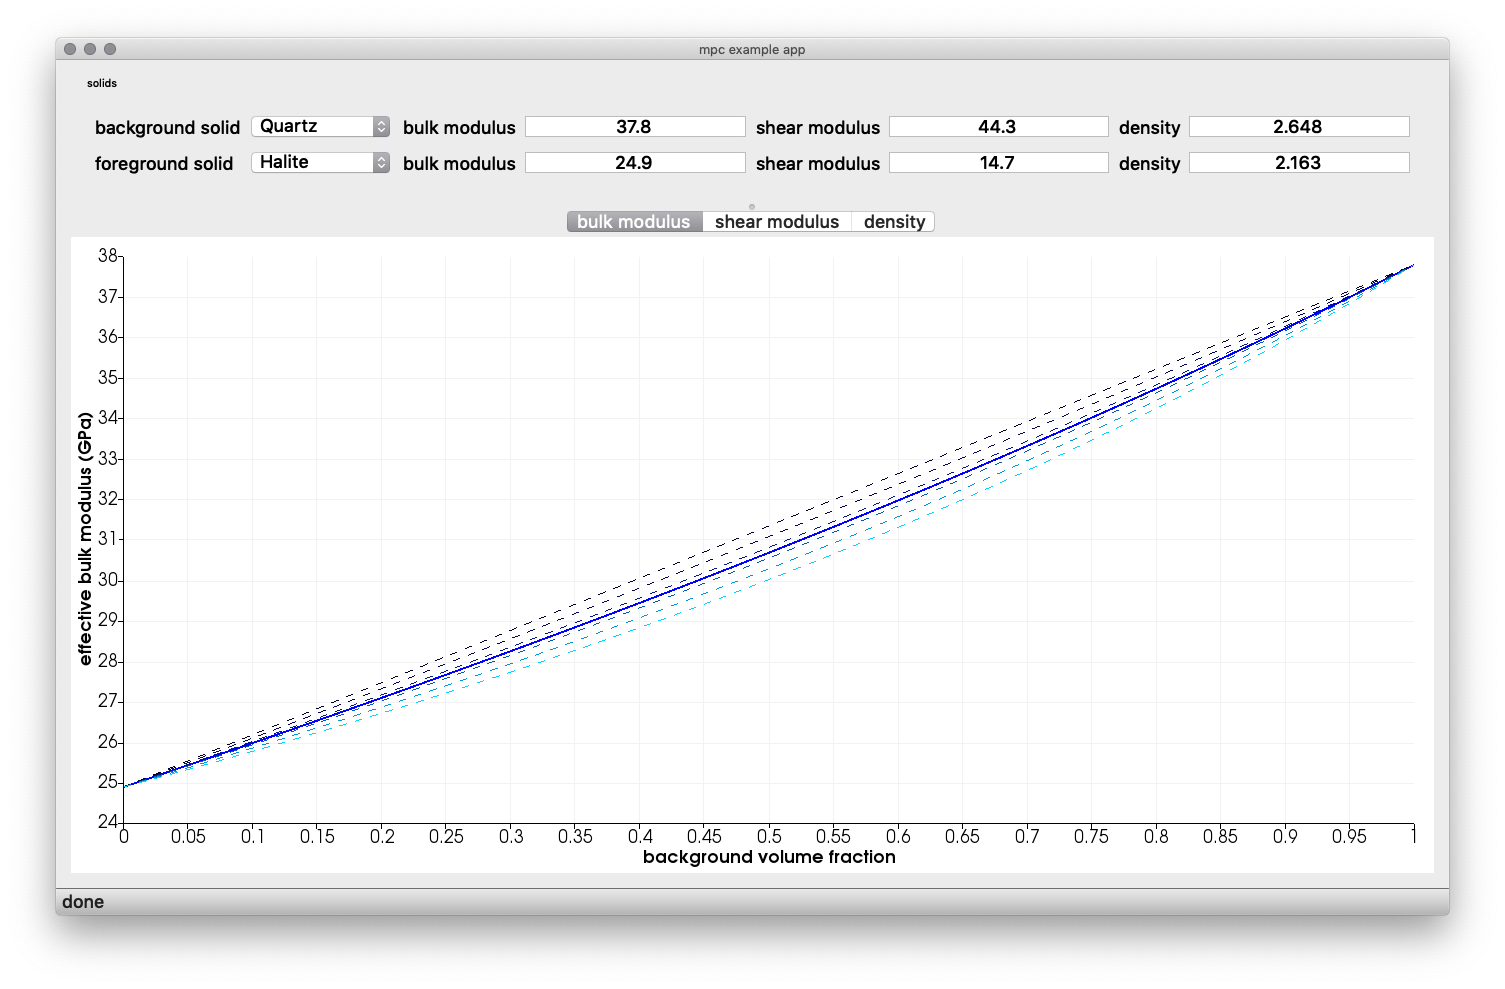 mpc example app
solids
background solid Quartz bulk modulus 37.8 shear modulus 44.3 density 2.648
foreground solid Halite bulk modulus 24.9 shear modulus 14.7 density 2.163
bulk modulus shear modulus density
effective bulk modulus (GPa)
38
37
36
35
34
33
32
31
30
29
28
27
26
25
24
0 0.05 0.1 0.15 0.2 0.25 0.3 0.35 0.4 0.45 0.5 0.55 0.6 0.65 0.7 0.75 0.8 0.85 0.9 0.95 1
background volume fraction
done